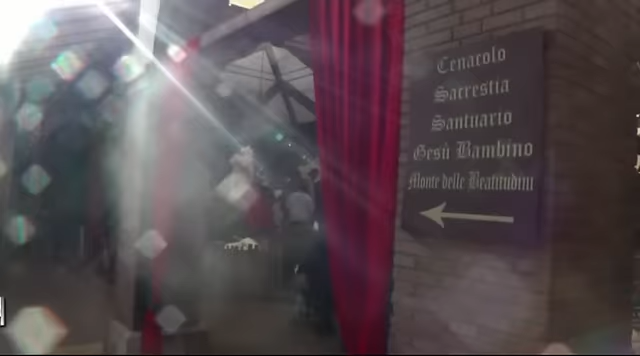 Cenacolo
Sacrestia
Santuario
Gesù Bambino
Monte delle Beatitudini